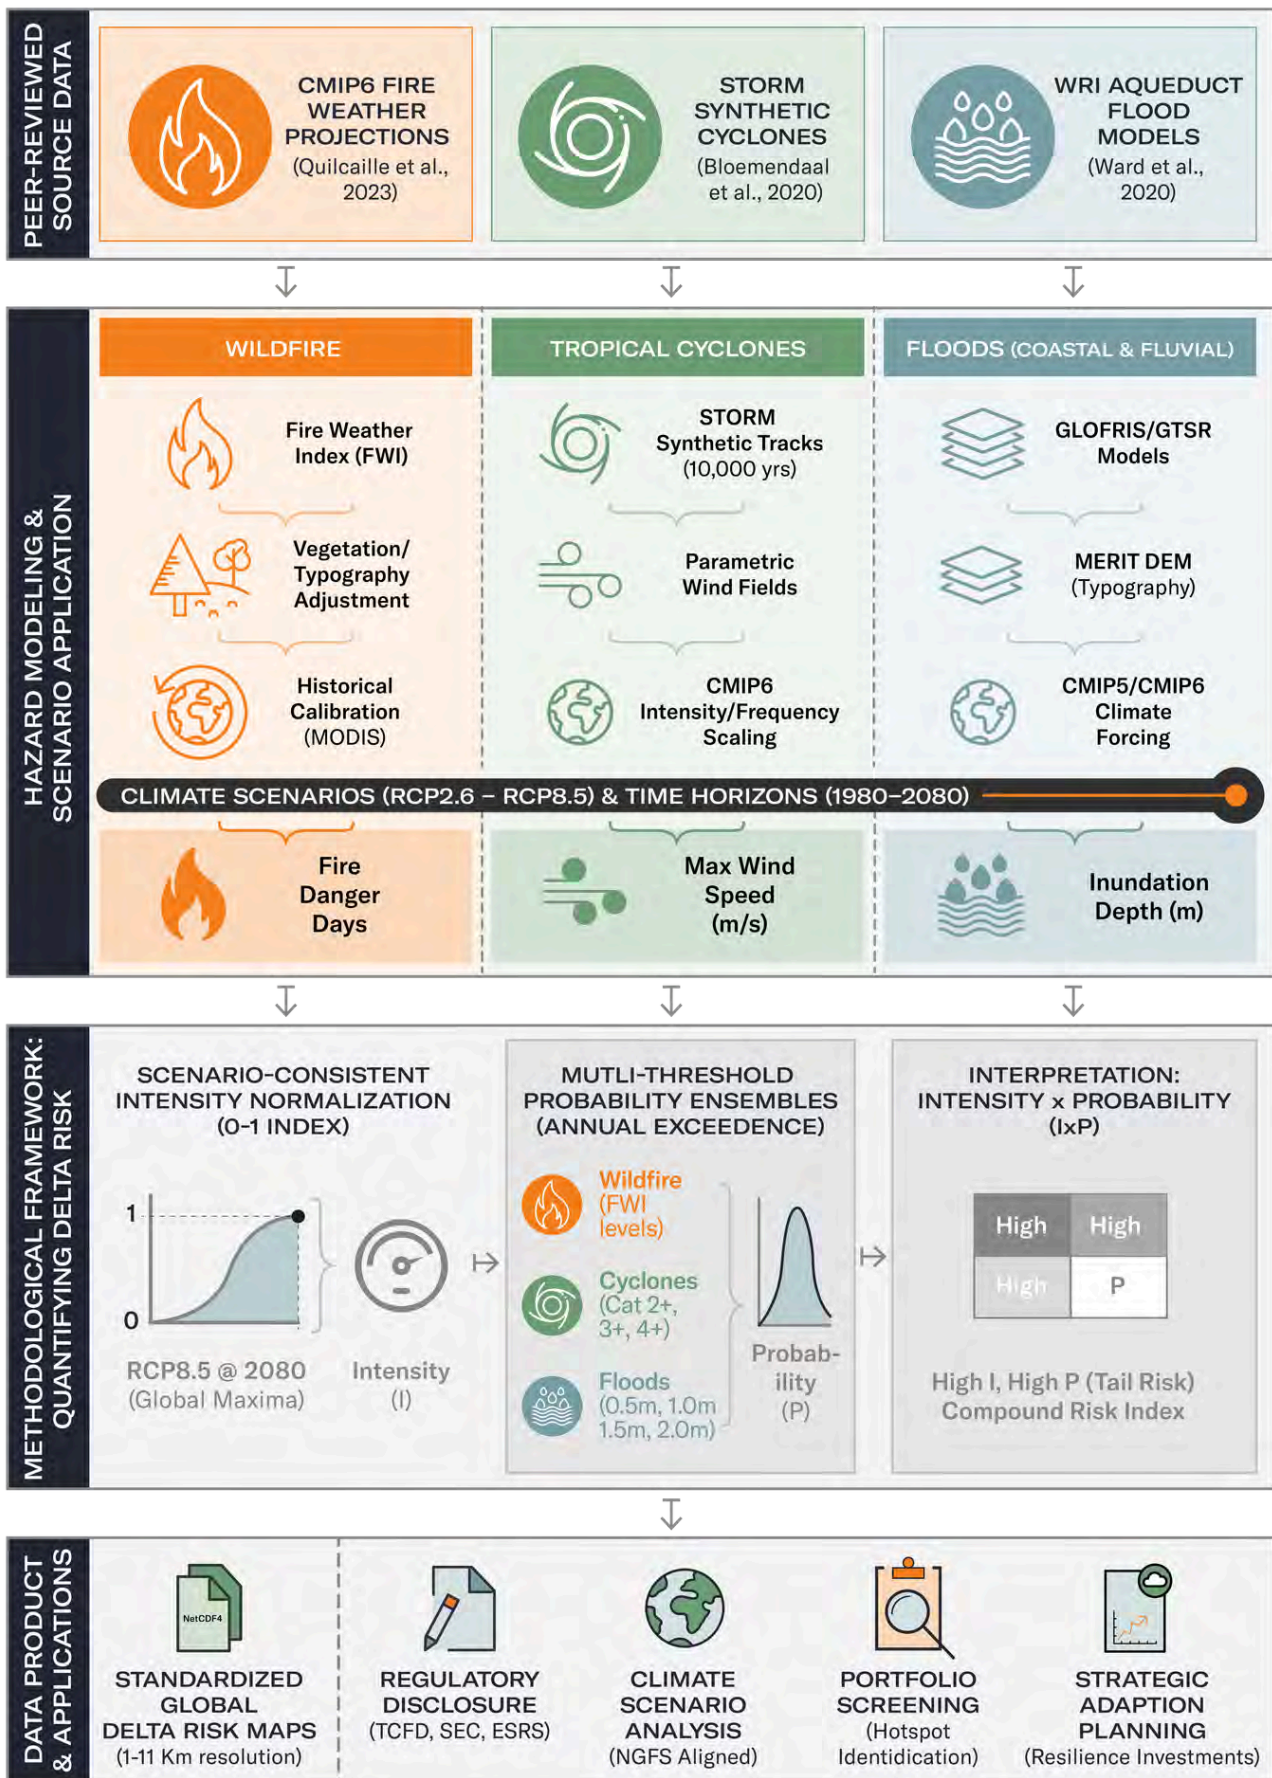 PEER-REVIEWED
SOURCE DATA
CMIP6 FIRE
WEATHER
PROJECTIONS
(Quilcaille et al.,
2023)
STORM
SYNTHETIC
CYCLONES
(Bloemendaal
et al., 2020)
WRI AQUEDUCT
FLOOD
MODELS
(Ward et al.,
2020)
HAZARD MODELING &
SCENARIO APPLICATION
WILDFIRE
TROPICAL CYCLONES
FLOODS (COASTAL & FLUVIAL)
Fire Weather
Index (FWI)
STORM
Synthetic Tracks
(10,000 yrs)
GLOFRIS/GTSR
Models
Vegetation/
Typography
Adjustment
Parametric
Wind Fields
MERIT DEM
(Typography)
Historical
Calibration
(MODIS)
CMIP6
Intensity/Frequency
Scaling
CMIP5/CMIP6
Climate
Forcing
CLIMATE SCENARIOS (RCP2.6 – RCP8.5) & TIME HORIZONS (1980–2080)
Fire
Danger
Days
Max Wind
Speed
(m/s)
Inundation
Depth (m)
METHODOLOGICAL FRAMEWORK:
QUANTIFYING DELTA RISK
SCENARIO-CONSISTENT
INTENSITY NORMALIZATION
(0-1 INDEX)
1
0
RCP8.5 @ 2080
(Global Maxima)
Intensity
(I)
MUTLI-THRESHOLD
PROBABILITY ENSEMBLES
(ANNUAL EXCEEDENCE)
Wildfire
(FWI
levels)
Cyclones
(Cat 2+,
3+, 4+)
Floods
(0.5m, 1.0m
1.5m, 2.0m)
Probab-
ility
(P)
INTERPRETATION:
INTENSITY x PROBABILITY
(IxP)
High
High
High
P
High I, High P (Tail Risk)
Compound Risk Index
DATA PRODUCT
& APPLICATIONS
NetCDF4
STANDARDIZED
GLOBAL
DELTA RISK MAPS
(1-11 Km resolution)
REGULATORY
DISCLOSURE
(TCFD, SEC, ESRS)
CLIMATE
SCENARIO
ANALYSIS
(NGFS Aligned)
PORTFOLIO
SCREENING
(Hotspot
Identidication)
STRATEGIC
ADAPTION
PLANNING
(Resilience Investments)